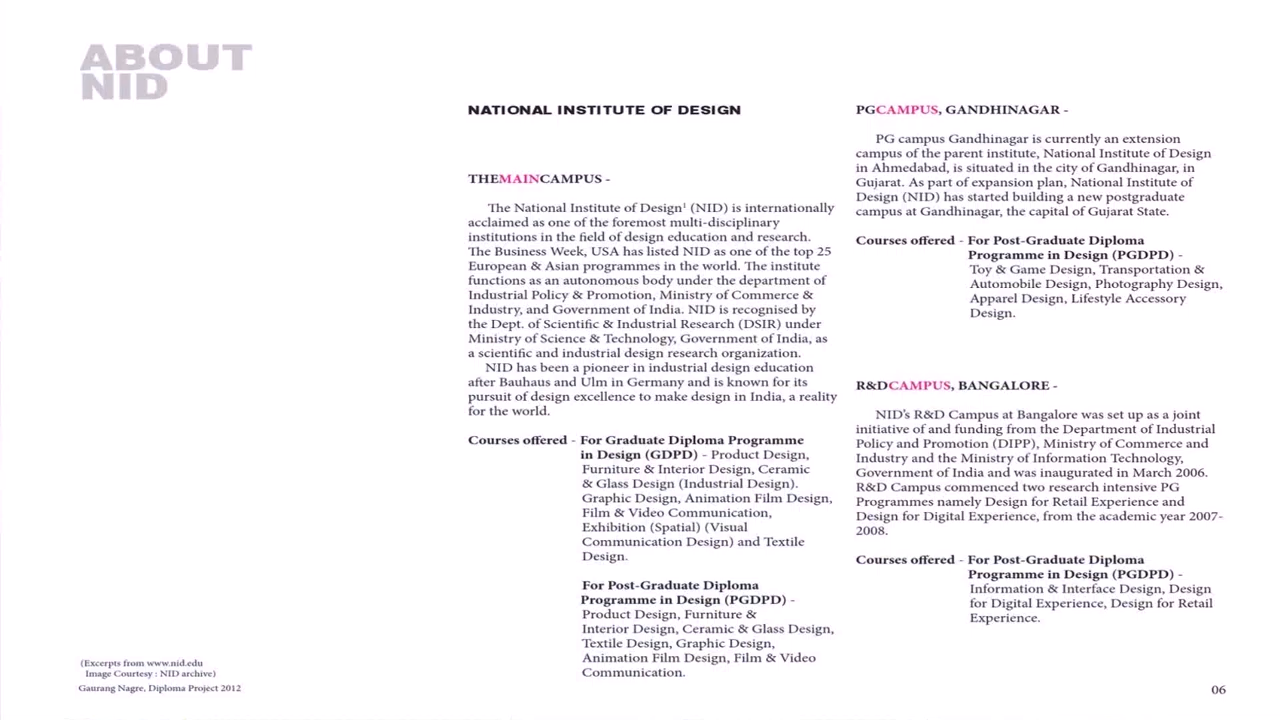 ABOUT
NID
NATIONAL INSTITUTE OF DESIGN
THEMAINCAMPUS -
The National Institute of Design¹ (NID) is internationally
acclaimed as one of the foremost multi-disciplinary
institutions in the field of design education and research.
The Business Week, USA has listed NID as one of the top 25
European & Asian programmes in the world. The institute
functions as an autonomous body under the department of
Industrial Policy & Promotion, Ministry of Commerce &
Industry, and Government of India. NID is recognised by
the Dept. of Scientific & Industrial Research (DSIR) under
Ministry of Science & Technology, Government of India, as
a scientific and industrial design research organization.
NID has been a pioneer in industrial design education
after Bauhaus and Ulm in Germany and is known for its
pursuit of design excellence to make design in India, a reality
for the world.
Courses offered - For Graduate Diploma Programme
in Design (GDPD) - Product Design,
Furniture & Interior Design, Ceramic
& Glass Design (Industrial Design).
Graphic Design, Animation Film Design,
Film & Video Communication,
Exhibition (Spatial) (Visual
Communication Design) and Textile
Design.
For Post-Graduate Diploma
Programme in Design (PGDPD) -
Product Design, Furniture &
Interior Design, Ceramic & Glass Design,
Textile Design, Graphic Design,
Animation Film Design, Film & Video
Communication.
PGCAMPUS, GANDHINAGAR -
PG campus Gandhinagar is currently an extension
campus of the parent institute, National Institute of Design
in Ahmedabad, is situated in the city of Gandhinagar, in
Gujarat. As part of expansion plan, National Institute of
Design (NID) has started building a new postgraduate
campus at Gandhinagar, the capital of Gujarat State.
Courses offered - For Post-Graduate Diploma
Programme in Design (PGDPD) -
Toy & Game Design, Transportation &
Automobile Design, Photography Design,
Apparel Design, Lifestyle Accessory
Design.
R&DCAMPUS, BANGALORE -
NID's R&D Campus at Bangalore was set up as a joint
initiative of and funding from the Department of Industrial
Policy and Promotion (DIPP), Ministry of Commerce and
Industry and the Ministry of Information Technology,
Government of India and was inaugurated in March 2006.
R&D Campus commenced two research intensive PG
Programmes namely Design for Retail Experience and
Design for Digital Experience, from the academic year 2007-
2008.
Courses offered - For Post-Graduate Diploma
Programme in Design (PGDPD) -
Information & Interface Design, Design
for Digital Experience, Design for Retail
Experience.
(Excerpts from www.nid.edu
Image Courtesy : NID archive)
Gaurang Nagre, Diploma Project 2012
06